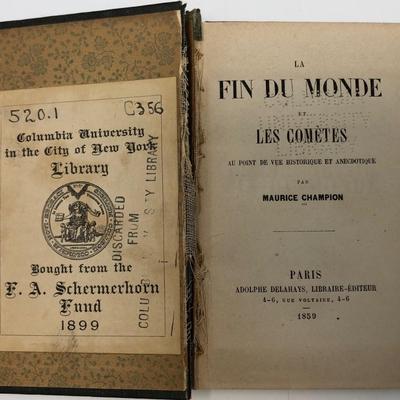 520.1 C356
Columbia University
in the City of New York
Library
DISCARDED
FROM
Bought from the
F. A. Schermerhorn
Fund
1899
LA
FIN DU MONDE
ET
LES COMÈTES
AU POINT DE VUE HISTORIQUE ET ANECDOTIQUE
PAR
MAURICE CHAMPION
PARIS
ADOLPHE DELAHAYS, LIBRAIRE-ÉDITEUR
4-6, RUE VOLTAIRE, 4-6
1859